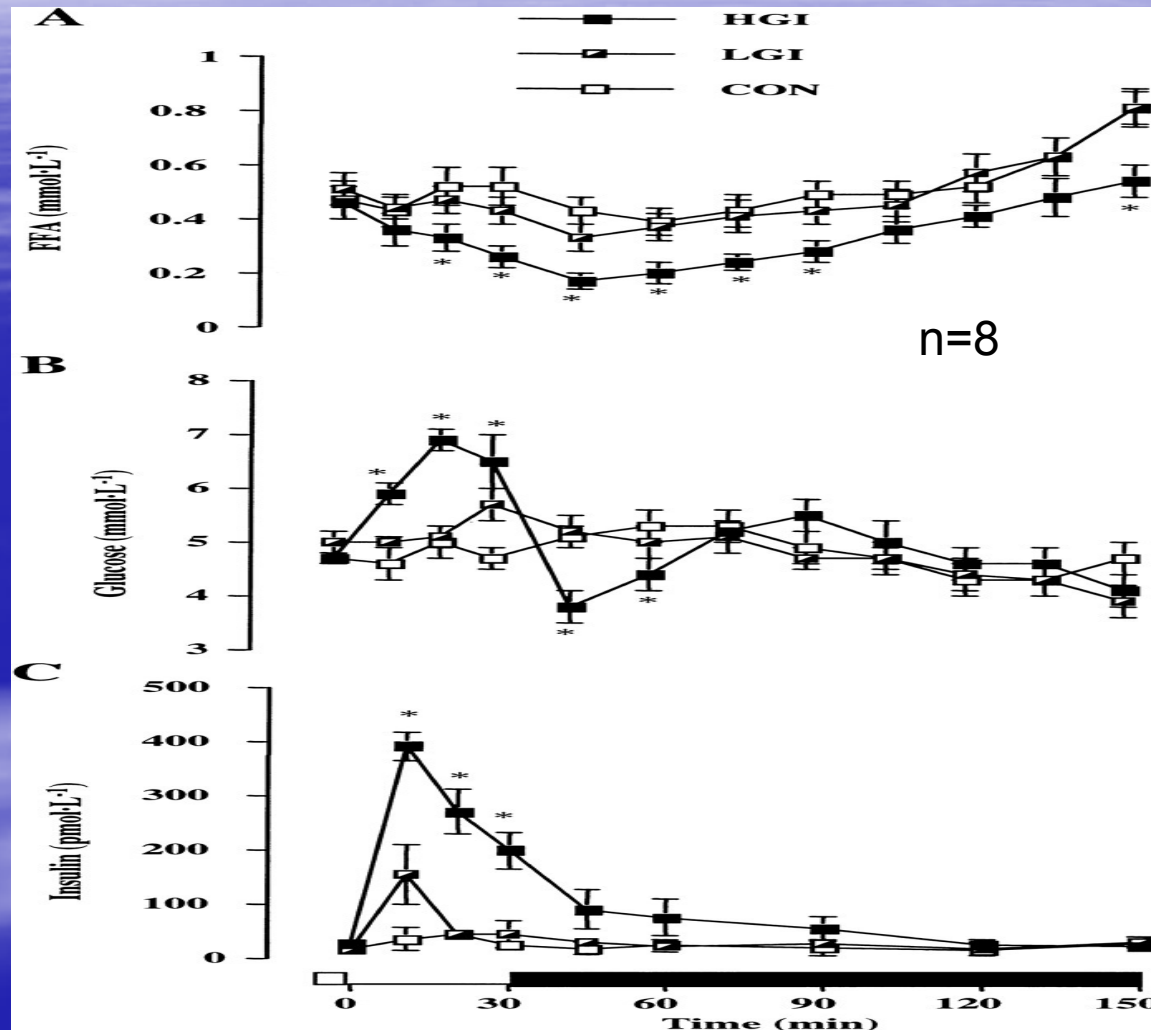 A
HGI
LGI
CON
1
0.8
0.6
0.4
0.2
0
FFA (mmol·L⁻¹)
*
*
*
*
*
*
*
n=8
B
8
7
6
5
4
3
Glucose (mmol·L⁻¹)
*
*
*
*
*
C
500
400
300
200
100
0
Insulin (pmol·L⁻¹)
*
*
*
0 30 60 90 120 150
Time (min)